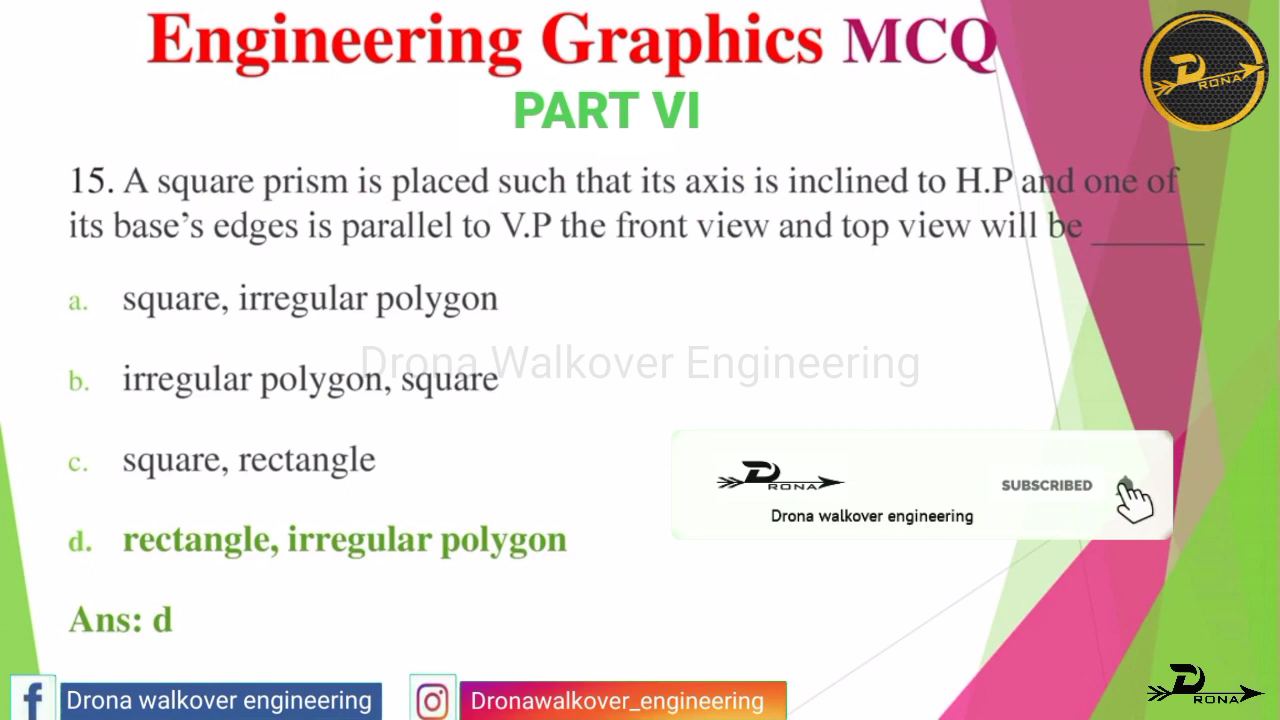 Engineering Graphics MCQ
PART VI
DRONA
15. A square prism is placed such that its axis is inclined to H.P and one of
its base’s edges is parallel to V.P the front view and top view will be _______
a. square, irregular polygon
Drona Walkover Engineering
b. irregular polygon, square
c. square, rectangle
DRONA
SUBSCRIBED
Drona walkover engineering
d. rectangle, irregular polygon
Ans: d
f Drona walkover engineering
Dronawalkover_engineering
DRONA